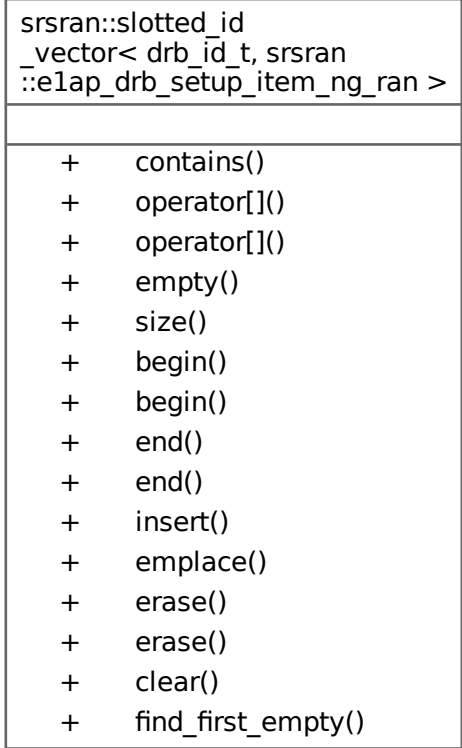 srsran::slotted_id
_vector< drb_id_t, srsran
::e1ap_drb_setup_item_ng_ran >
+ contains()
+ operator[]()
+ operator[]()
+ empty()
+ size()
+ begin()
+ begin()
+ end()
+ end()
+ insert()
+ emplace()
+ erase()
+ erase()
+ clear()
+ find_first_empty()